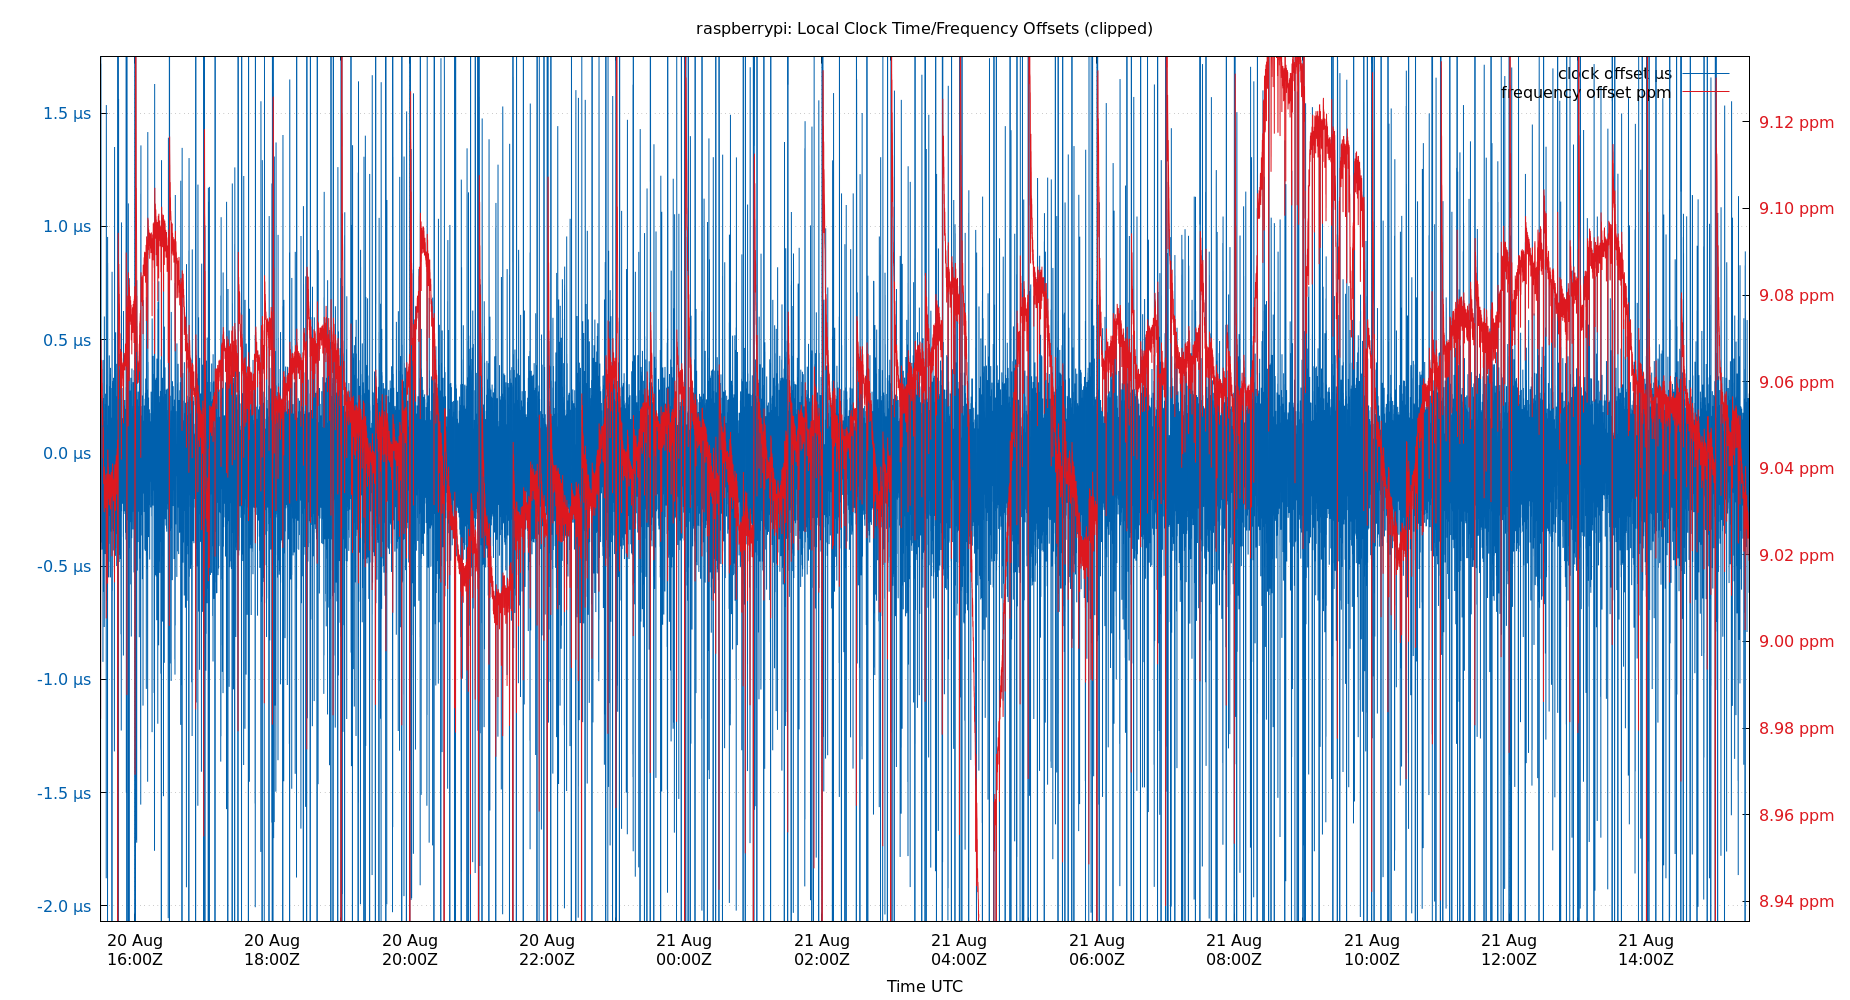 raspberrypi: Local Clock Time/Frequency Offsets (clipped)
clock offset µs
frequency offset ppm
1.5 µs
1.0 µs
0.5 µs
0.0 µs
-0.5 µs
-1.0 µs
-1.5 µs
-2.0 µs
9.12 ppm
9.10 ppm
9.08 ppm
9.06 ppm
9.04 ppm
9.02 ppm
9.00 ppm
8.98 ppm
8.96 ppm
8.94 ppm
20 Aug 20 Aug 20 Aug 20 Aug 21 Aug 21 Aug 21 Aug 21 Aug 21 Aug 21 Aug 21 Aug 21 Aug
16:00Z 18:00Z 20:00Z 22:00Z 00:00Z 02:00Z 04:00Z 06:00Z 08:00Z 10:00Z 12:00Z 14:00Z
Time UTC